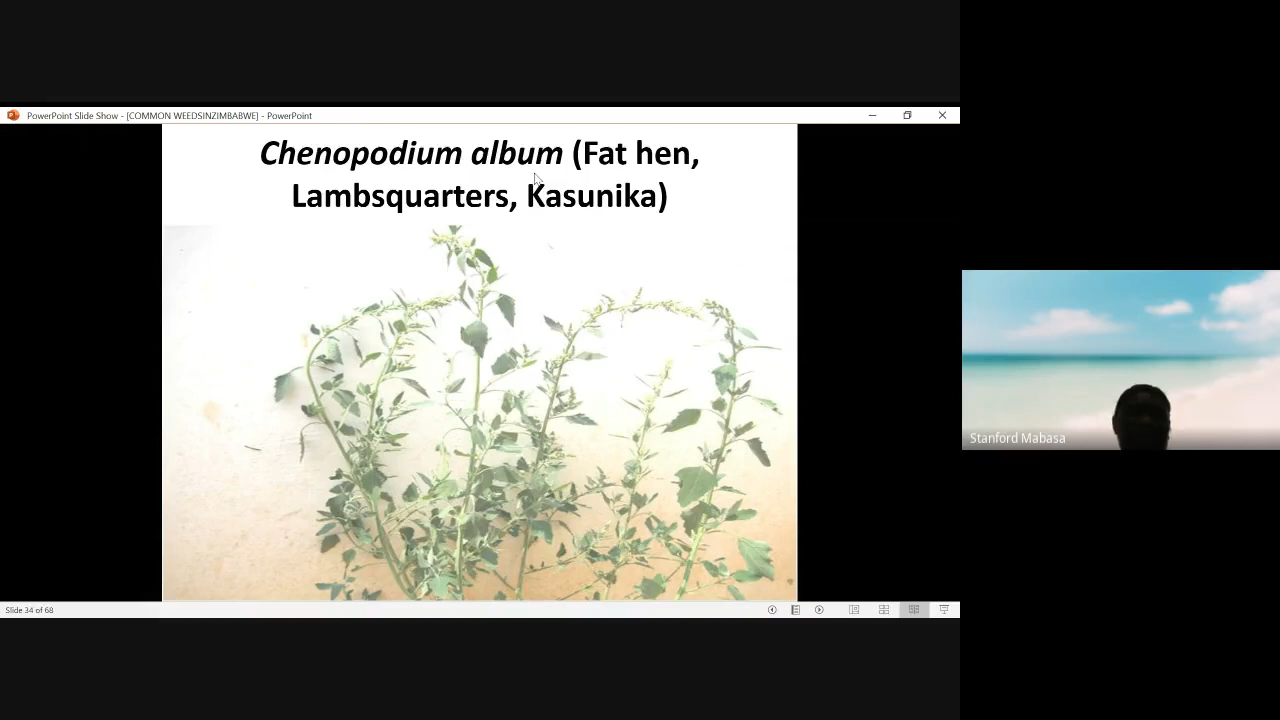 PowerPoint Slide Show - [COMMON WEEDSINZIMBABWE] - PowerPoint
Chenopodium album (Fat hen,
Lambsquarters, Kasunika)
Stanford Mabasa
Slide 34 of 68